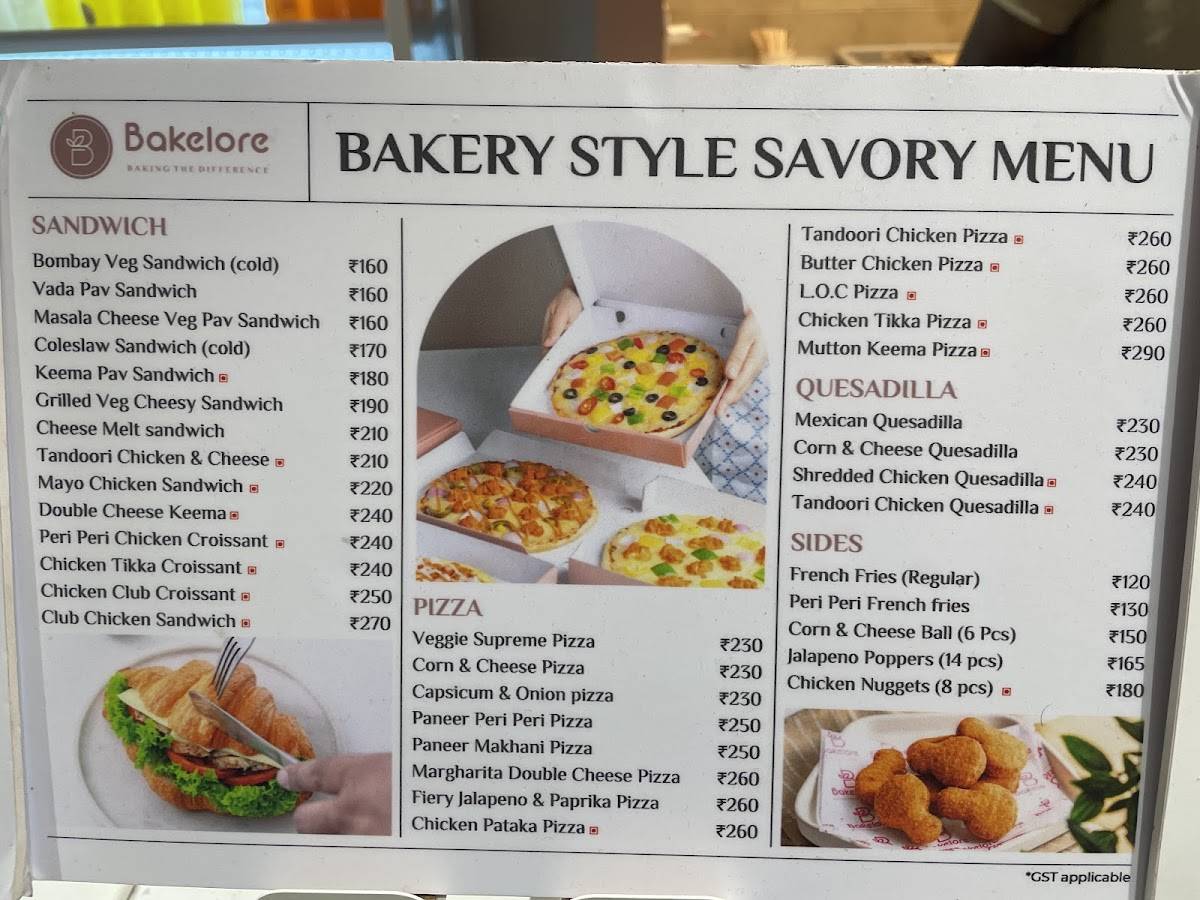 Bakelore
BAKING THE DIFFERENCE
BAKERY STYLE SAVORY MENU
SANDWICH
Bombay Veg Sandwich (cold) ₹160
Vada Pav Sandwich ₹160
Masala Cheese Veg Pav Sandwich ₹160
Coleslaw Sandwich (cold) ₹170
Keema Pav Sandwich ₹180
Grilled Veg Cheesy Sandwich ₹190
Cheese Melt sandwich ₹210
Tandoori Chicken & Cheese ₹210
Mayo Chicken Sandwich ₹220
Double Cheese Keema ₹240
Peri Peri Chicken Croissant ₹240
Chicken Tikka Croissant ₹240
Chicken Club Croissant ₹250
Club Chicken Sandwich ₹270
PIZZA
Veggie Supreme Pizza ₹230
Corn & Cheese Pizza ₹230
Capsicum & Onion pizza ₹230
Paneer Peri Peri Pizza ₹250
Paneer Makhani Pizza ₹250
Margharita Double Cheese Pizza ₹260
Fiery Jalapeno & Paprika Pizza ₹260
Chicken Pataka Pizza ₹260
Tandoori Chicken Pizza ₹260
Butter Chicken Pizza ₹260
L.O.C Pizza ₹260
Chicken Tikka Pizza ₹260
Mutton Keema Pizza ₹290
QUESADILLA
Mexican Quesadilla ₹230
Corn & Cheese Quesadilla ₹230
Shredded Chicken Quesadilla ₹240
Tandoori Chicken Quesadilla ₹240
SIDES
French Fries (Regular) ₹120
Peri Peri French fries ₹130
Corn & Cheese Ball (6 Pcs) ₹150
Jalapeno Poppers (14 pcs) ₹165
Chicken Nuggets (8 pcs) ₹180
*GST applicable